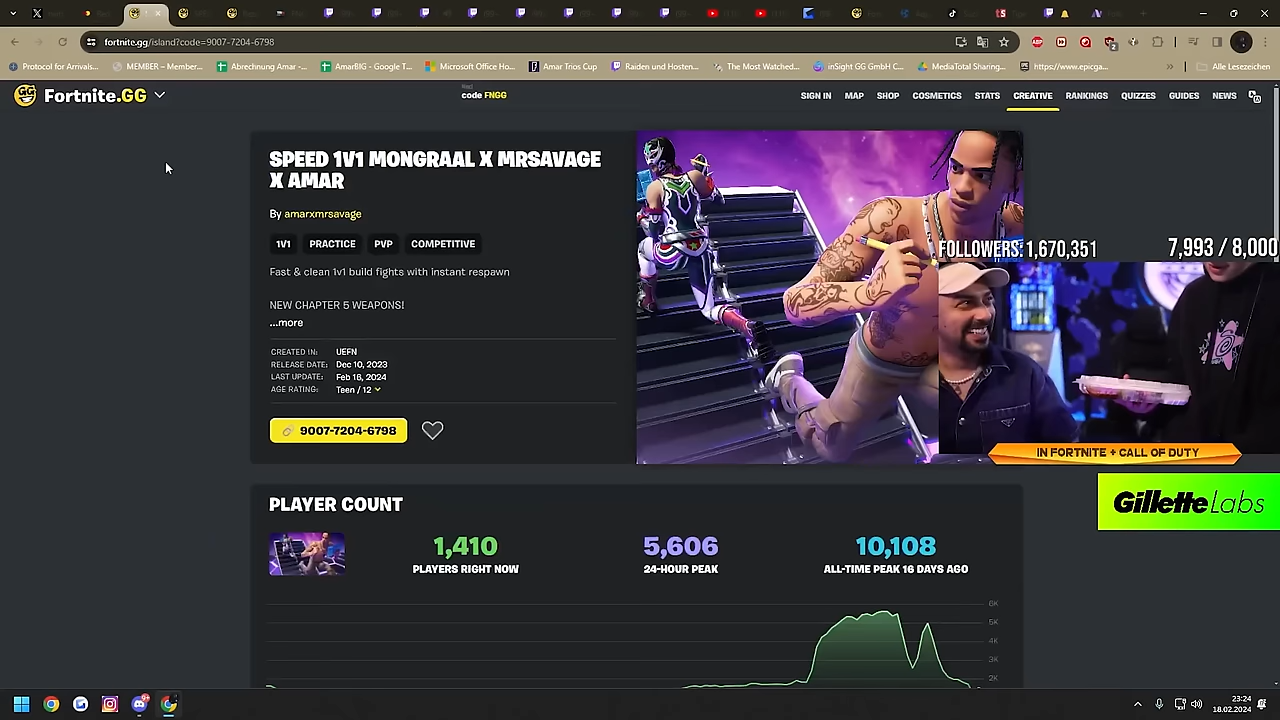 fortnite.gg/island?code=9007-7204-6798
Protocol for Arrivals...
MEMBER – Member...
Abrechnung Amar -...
AmarBIG - Google T...
Microsoft Office Ho...
Amar Trios Cup
Raiden und Hosten...
The Most Watched...
inSight GG GmbH C...
MediaTotal Sharing...
https://www.epicga...
Alle Lesezeichen
Fortnite.GG
code FNGG
SIGN IN
MAP
SHOP
COSMETICS
STATS
CREATIVE
RANKINGS
QUIZZES
GUIDES
NEWS
SPEED 1V1 MONGRAAL X MRSAVAGE
X AMAR
By amarxmrsavage
1V1
PRACTICE
PVP
COMPETITIVE
Fast & clean 1v1 build fights with instant respawn
NEW CHAPTER 5 WEAPONS!
...more
CREATED IN: UEFN
RELEASE DATE: Dec 10, 2023
LAST UPDATE: Feb 16, 2024
AGE RATING: Teen / 12
9007-7204-6798
FOLLOWERS: 1,670,351
7,993 / 8,000
IN FORTNITE + CALL OF DUTY
GilletteLabs
PLAYER COUNT
1,410
5,606
10,108
PLAYERS RIGHT NOW
24-HOUR PEAK
ALL-TIME PEAK 16 DAYS AGO
6K
5K
4K
3K
2K
23:24
18.02.2024